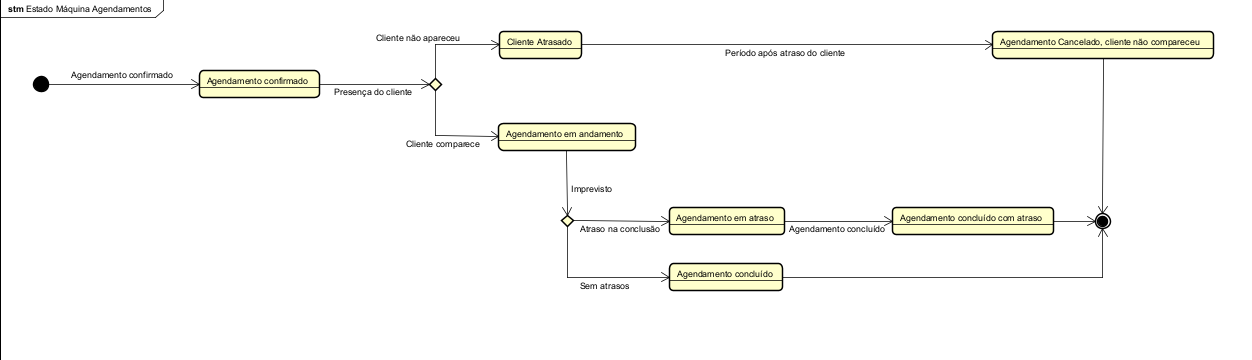 stm Estado Máquina Agendamentos
Cliente não apareceu
Cliente Atrasado
Período após atraso do cliente
Agendamento Cancelado, cliente não compareceu
Agendamento confirmado
Agendamento confirmado
Presença do cliente
Cliente comparece
Agendamento em andamento
Imprevisto
Atraso na conclusão
Agendamento em atraso
Agendamento concluído
Agendamento concluído com atraso
Sem atrasos
Agendamento concluído